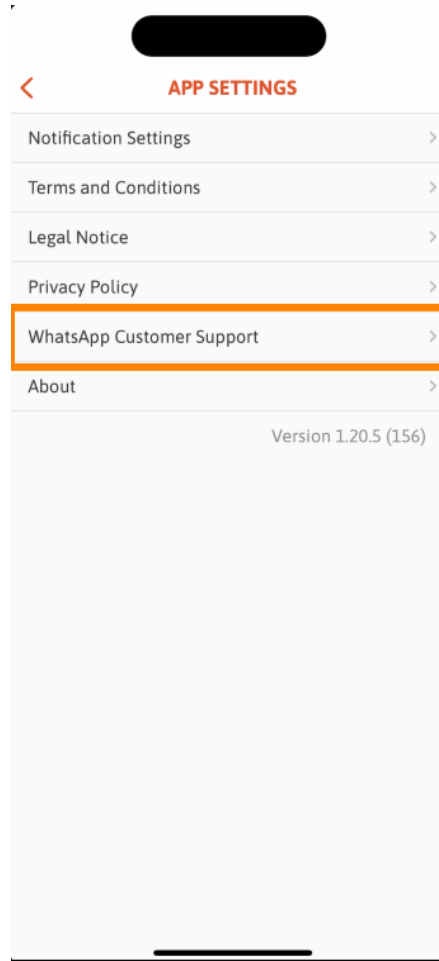 APP SETTINGS
Notification Settings
Terms and Conditions
Legal Notice
Privacy Policy
WhatsApp Customer Support
About
Version 1.20.5 (156)